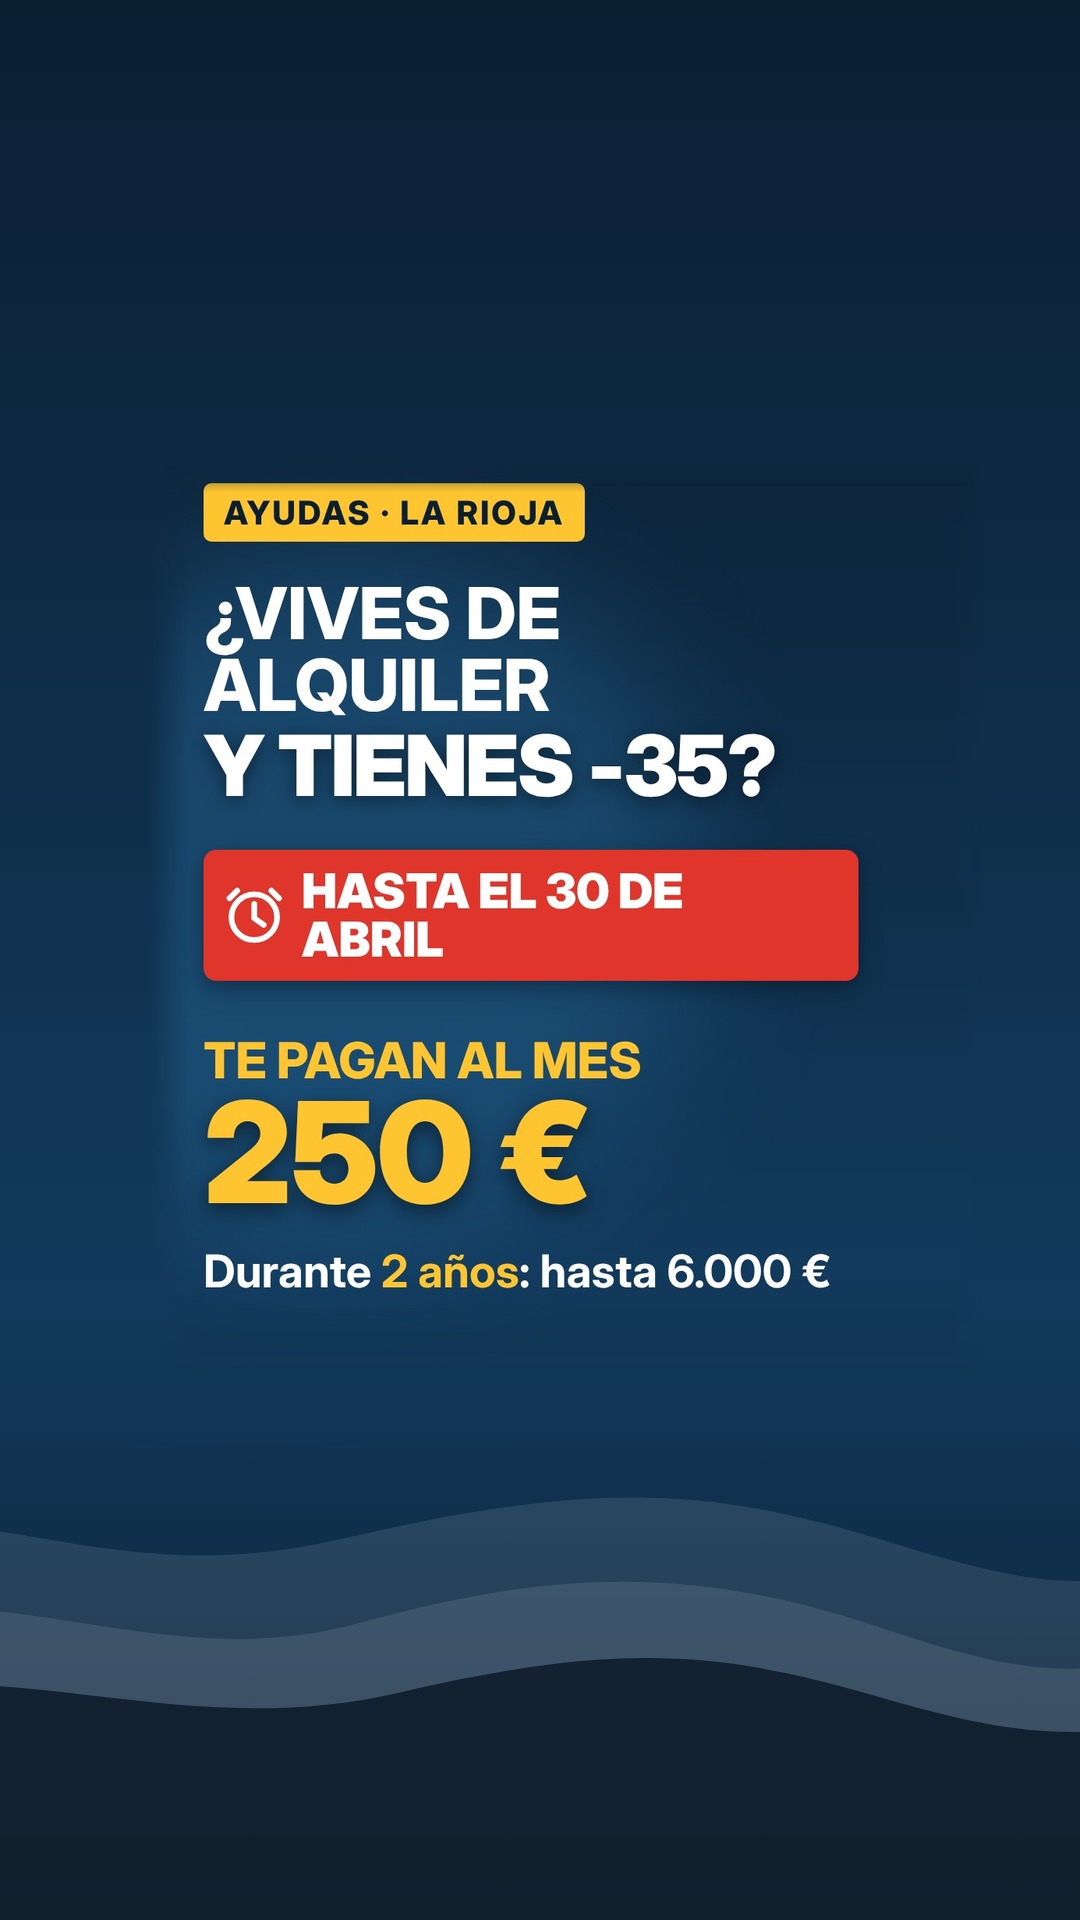 AYUDAS · LA RIOJA
¿VIVES DE
ALQUILER
Y TIENES -35?
HASTA EL 30 DE
ABRIL
TE PAGAN AL MES
250 €
Durante 2 años: hasta 6.000 €